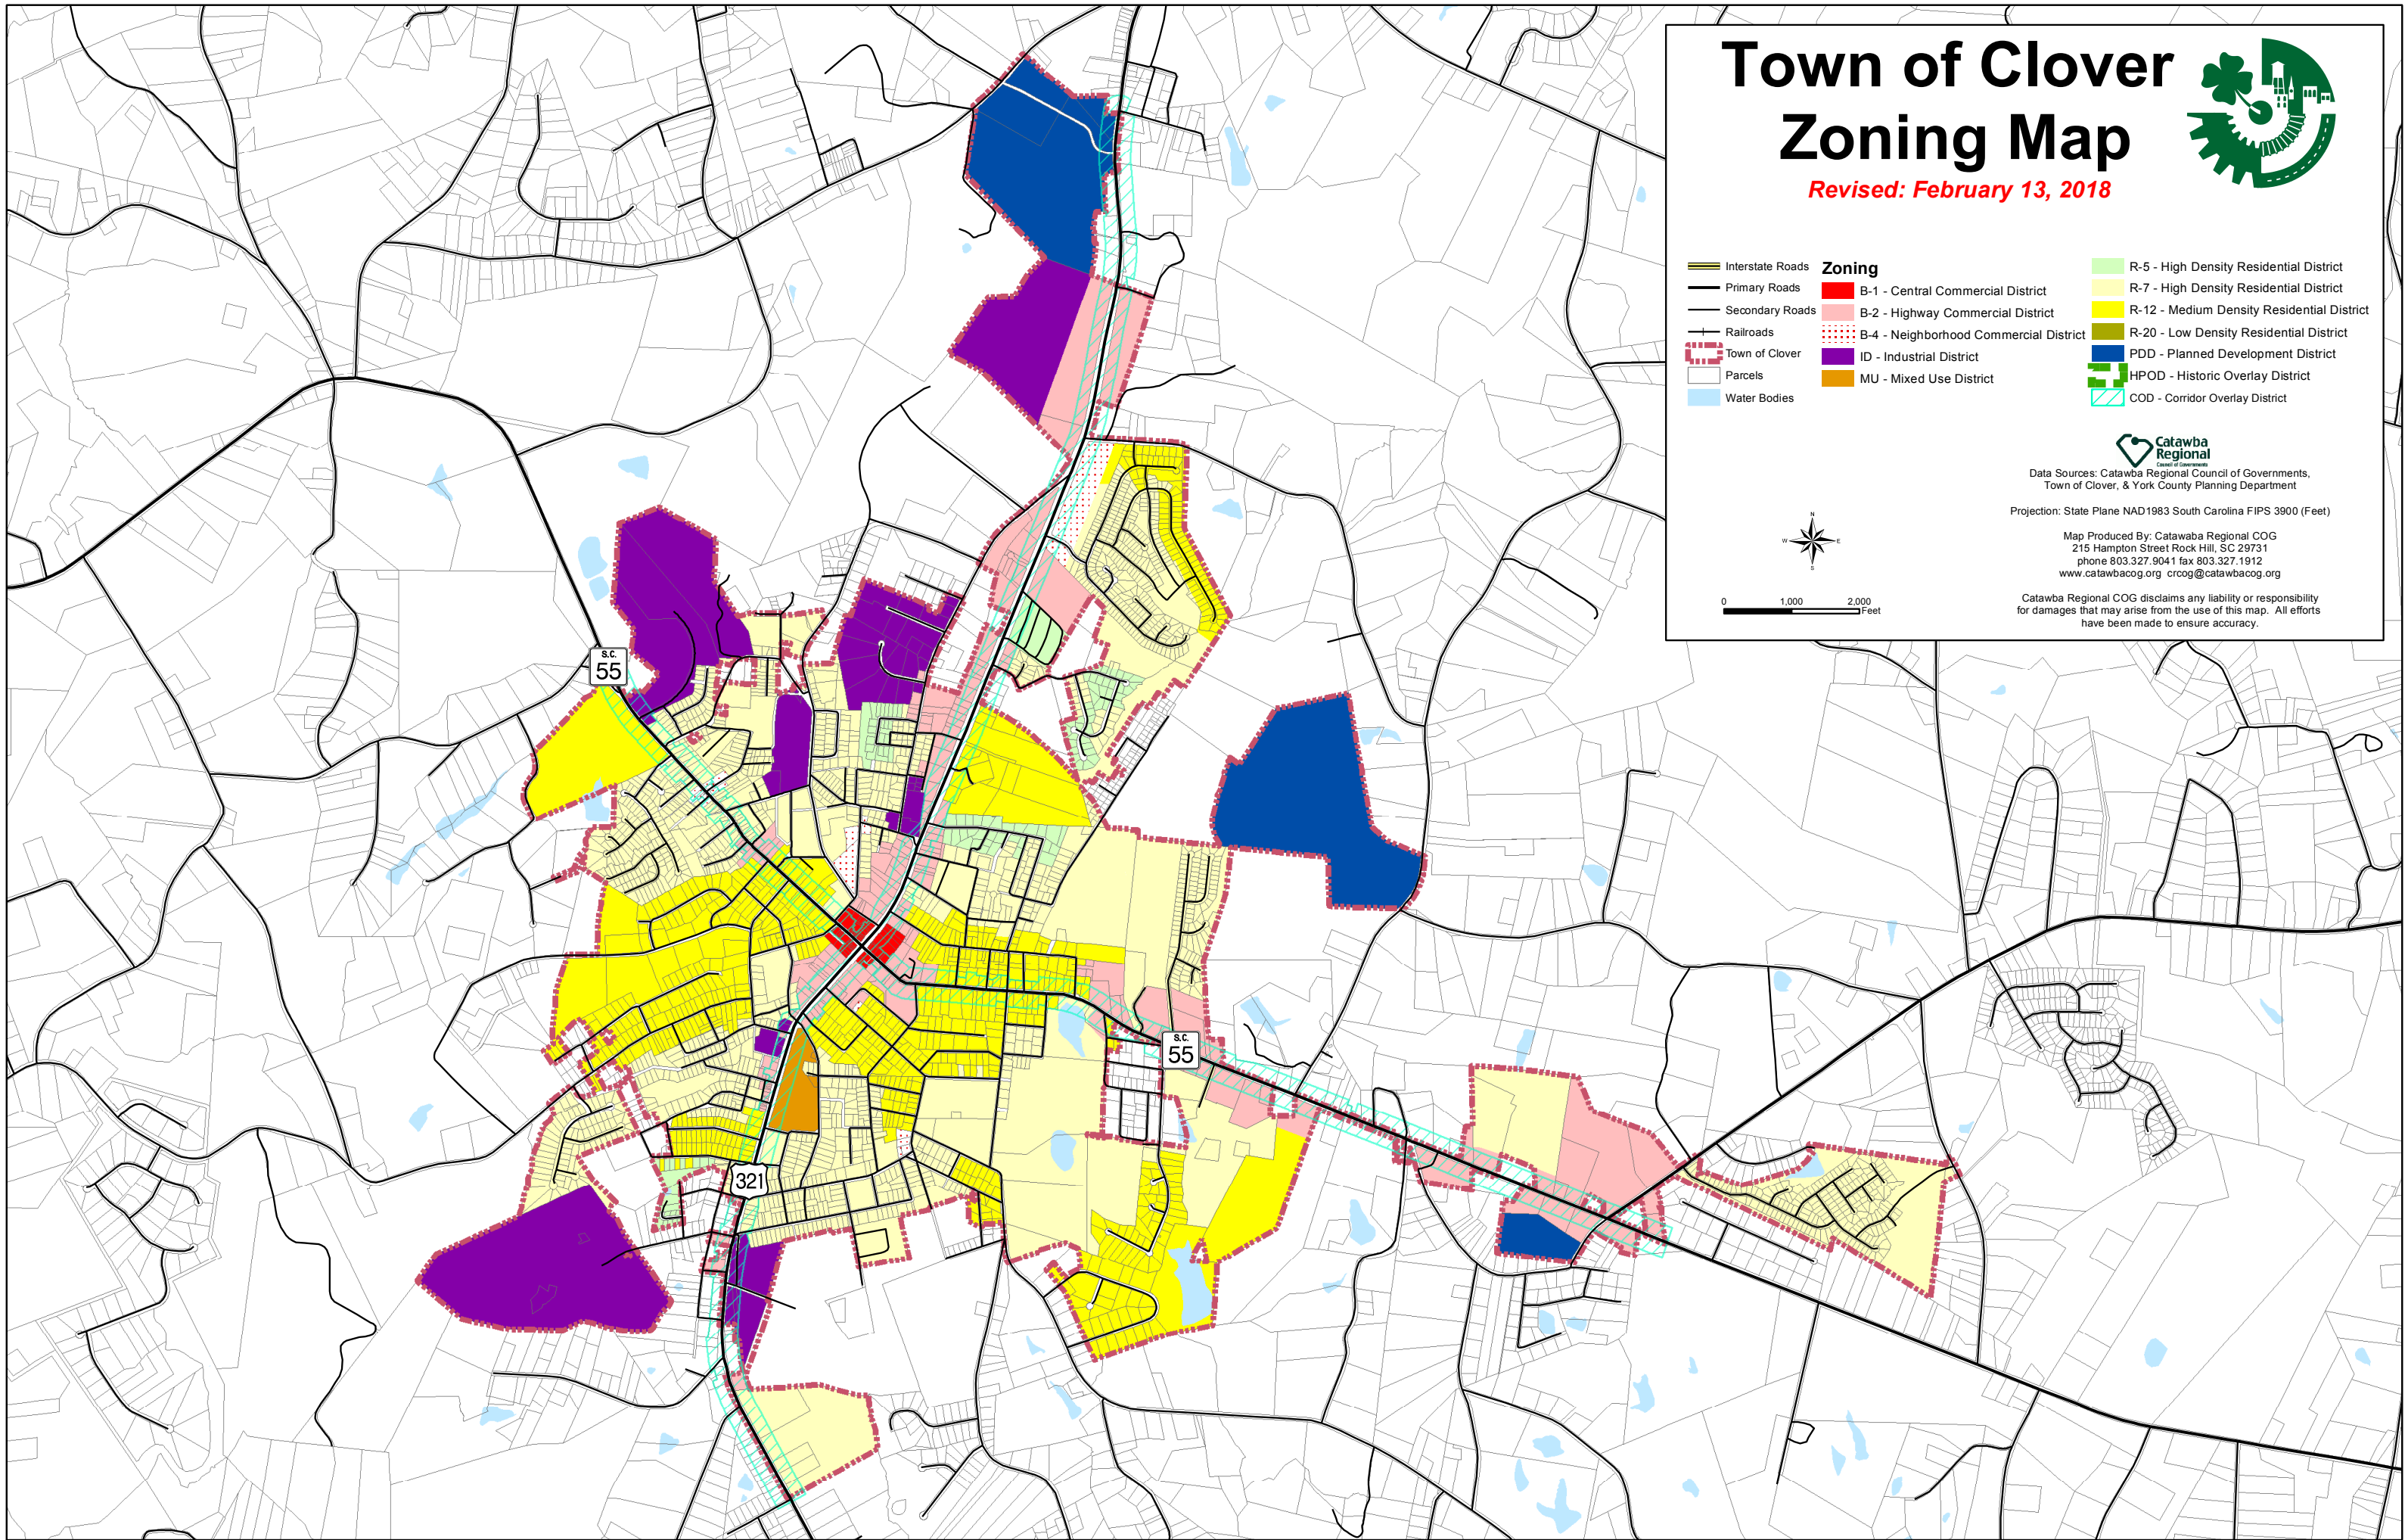 Town of Clover
Zoning Map
Revised: February 13, 2018
Interstate Roads
Primary Roads
Secondary Roads
Railroads
Town of Clover
Parcels
Water Bodies
Zoning
B-1 - Central Commercial District
B-2 - Highway Commercial District
B-4 - Neighborhood Commercial District
ID - Industrial District
MU - Mixed Use District
R-5 - High Density Residential District
R-7 - High Density Residential District
R-12 - Medium Density Residential District
R-20 - Low Density Residential District
PDD - Planned Development District
HPOD - Historic Overlay District
COD - Corridor Overlay District
Catawba
Regional
Council of Governments
Data Sources: Catawba Regional Council of Governments,
Town of Clover, & York County Planning Department
Projection: State Plane NAD1983 South Carolina FIPS 3900 (Feet)
Map Produced By: Catawaba Regional COG
215 Hampton Street Rock Hill, SC 29731
phone 803.327.9041 fax 803.327.1912
www.catawbacog.org crcog@catawbacog.org
Catawba Regional COG disclaims any liability or responsibility
for damages that may arise from the use of this map. All efforts
have been made to ensure accuracy.
N
W E
S
0 1,000 2,000
Feet
S.C.
55
S.C.
55
321